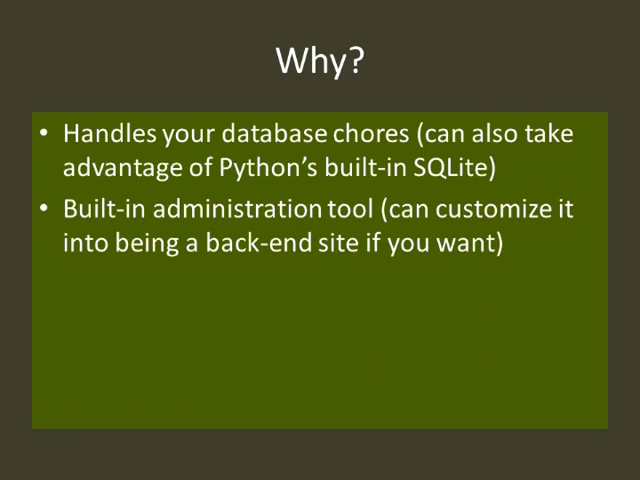 Why?
• Handles your database chores (can also take
advantage of Python’s built-in SQLite)
• Built-in administration tool (can customize it
into being a back-end site if you want)